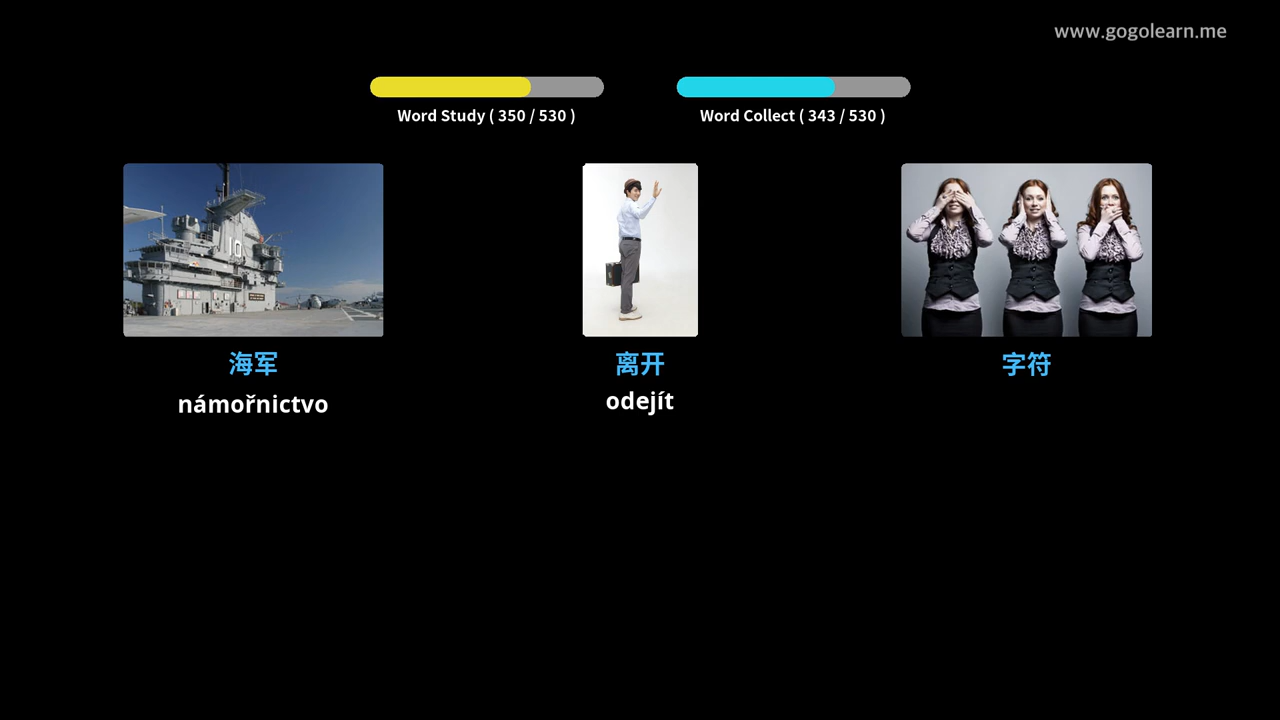 www.gogolearn.me
Word Study ( 350 / 530 )
Word Collect ( 343 / 530 )
海军
离开
字符
námořnictvo
odejít